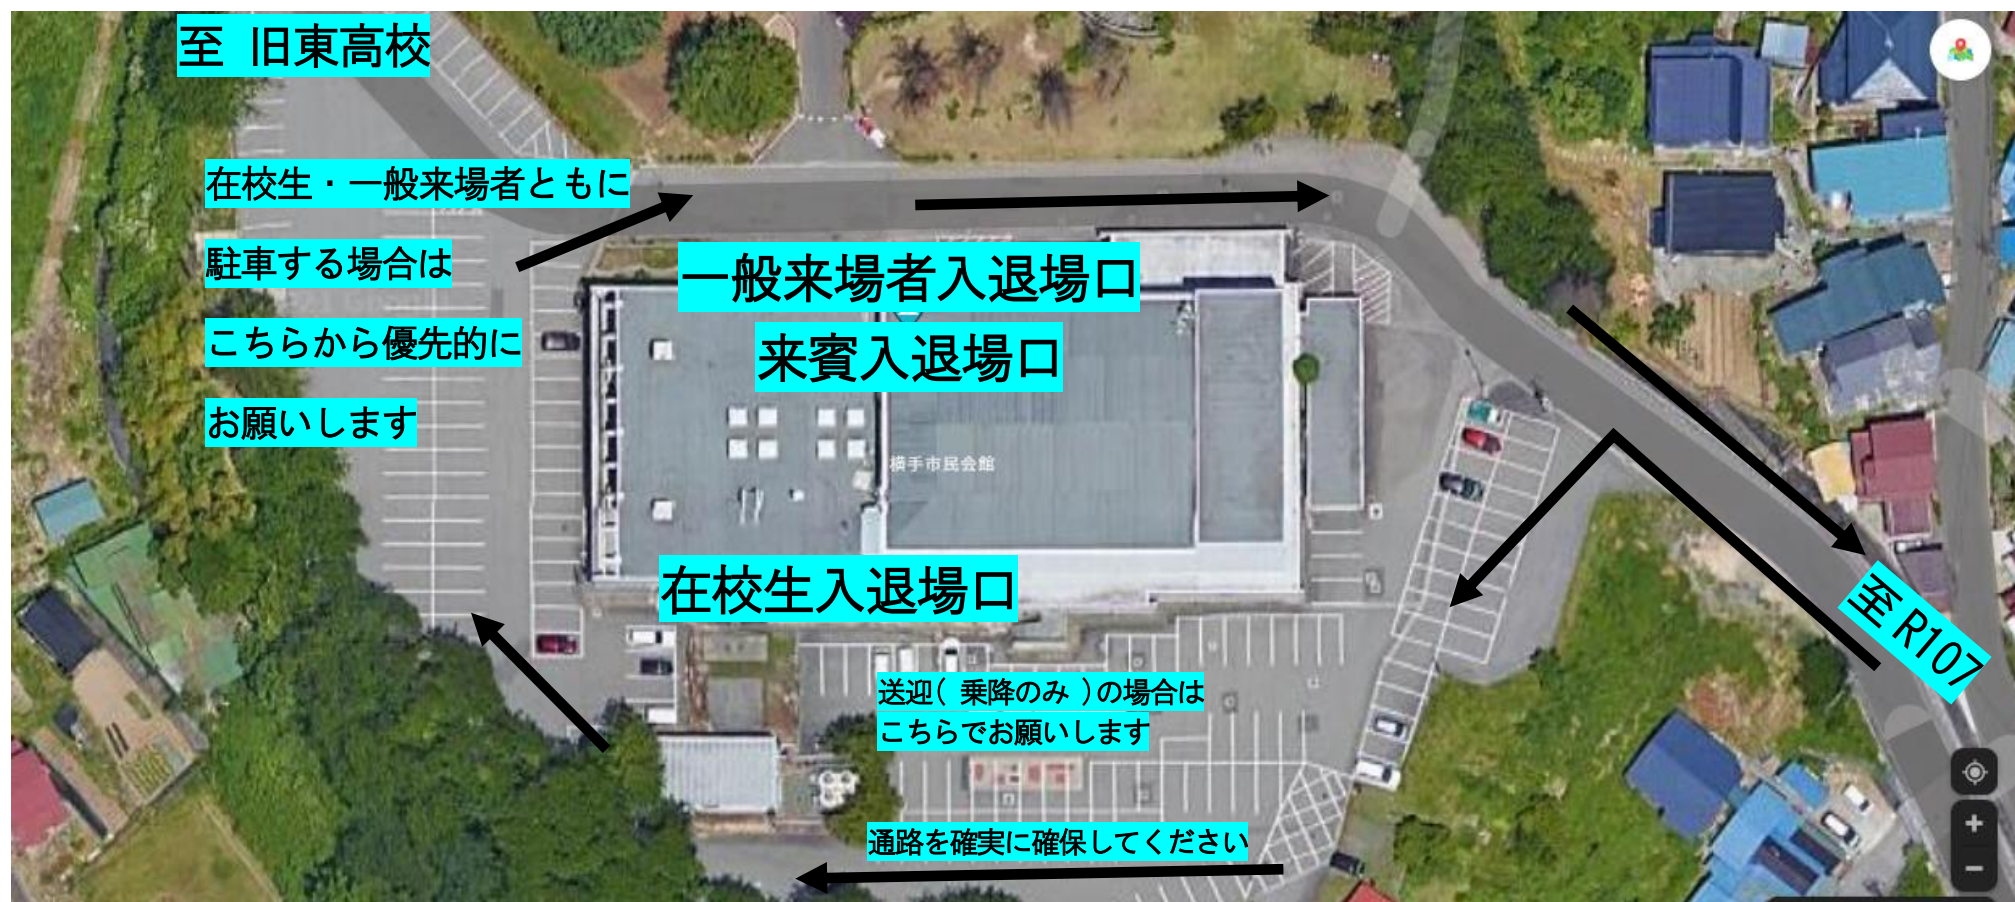 至 旧東高校
在校生・一般来場者ともに
駐車する場合は
こちらから優先的に
お願いします
一般来場者入退場口
来賓入退場口
横手市民会館
在校生入退場口
至 R107
送迎( 乗降のみ )の場合は
こちらでお願いします
通路を確実に確保してください